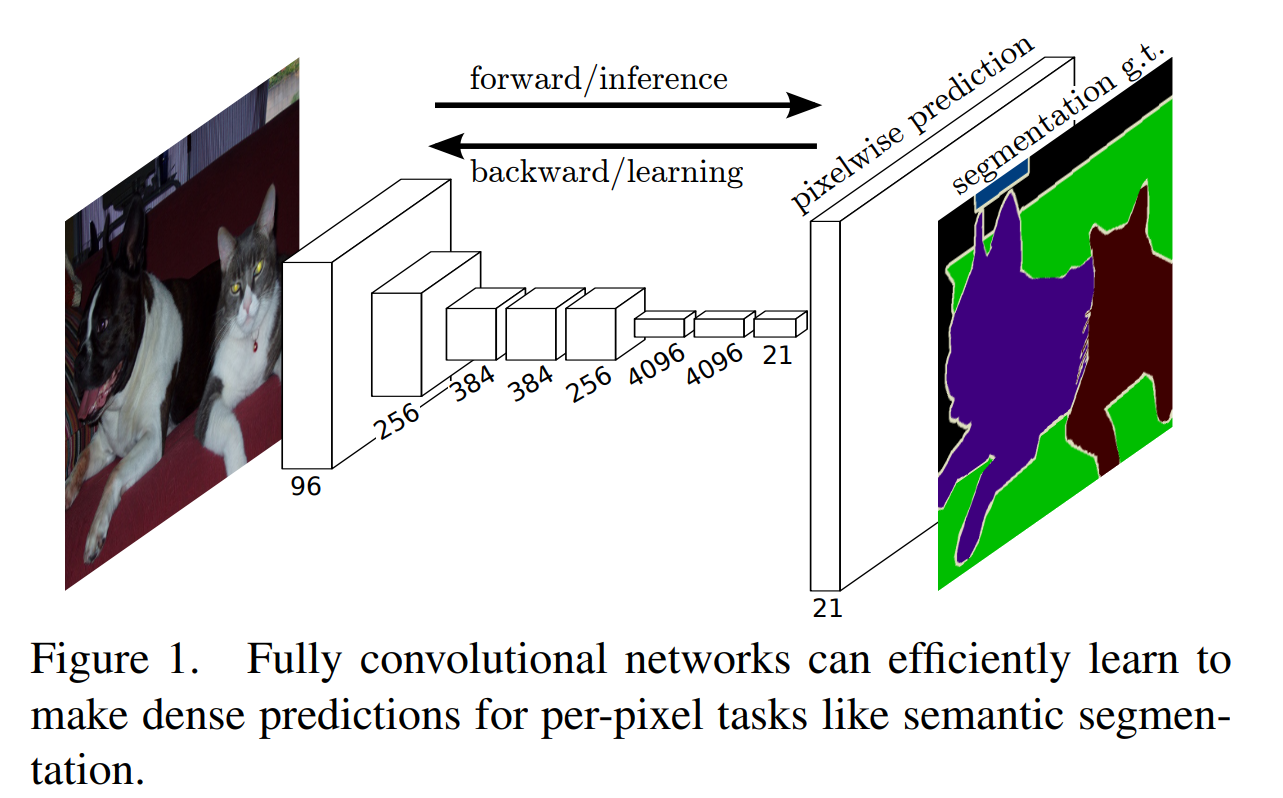 forward/inference
backward/learning
pixelwise prediction
segmentation g.t.
96
256
384
384
256
4096
4096
21
21
Figure 1. Fully convolutional networks can efficiently learn to
make dense predictions for per-pixel tasks like semantic segmen-
tation.